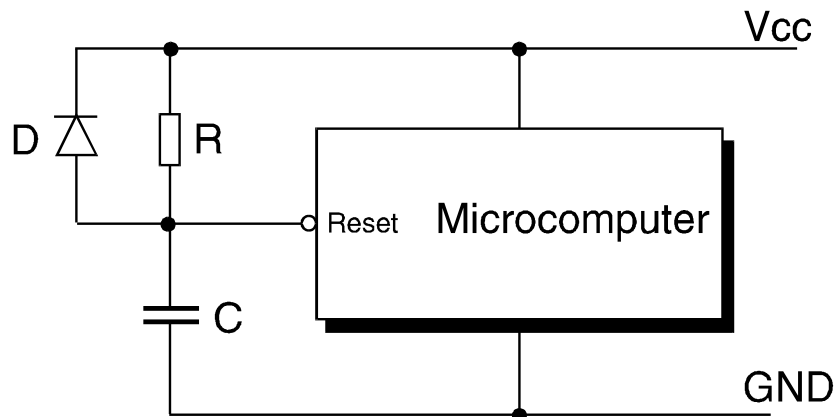 Vcc
D
R
Reset
Microcomputer
C
GND